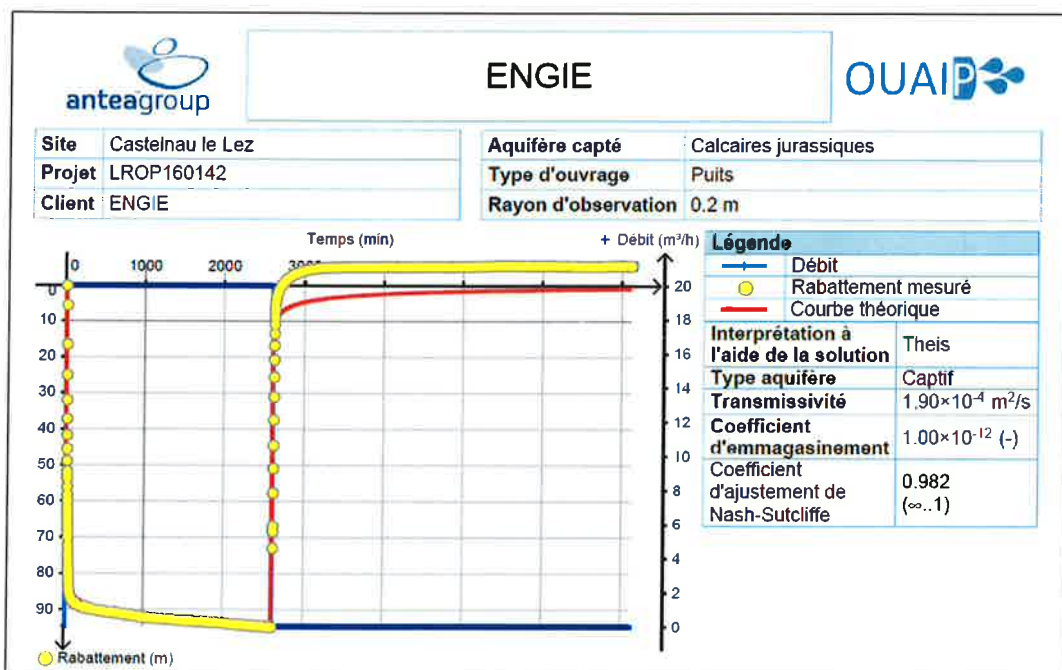 anteagroup
ENGIE
OUAIP
Site Castelnau le Lez
Projet LROP160142
Client ENGIE
Aquifère capté Calcaires jurassiques
Type d'ouvrage Puits
Rayon d'observation 0.2 m
Temps (min)
+ Débit (m³/h)
0 1000 2000 3000
0
10
20
30
40
50
60
70
80
90
20
18
16
14
12
10
8
6
4
2
0
Rabattement (m)
Légende
Débit
Rabattement mesuré
Courbe théorique
Interprétation à
l'aide de la solution Theis
Type aquifère Captif
Transmissivité 1.90×10⁻⁴ m²/s
Coefficient
d'emmagasinement 1.00×10⁻¹² (-)
Coefficient
d'ajustement de
Nash-Sutcliffe
0.982
(∞..1)